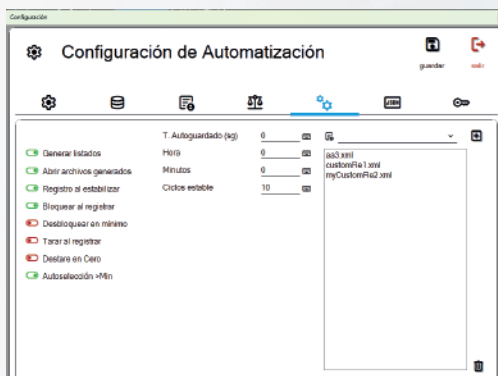 Configuración
Configuración de Automatización
guardar
salir
JSON
T. Autoguardado (sg) 0
Hora 0
Minutos 0
Ciclos estable 10
Generar listados
Abrir archivos generados
Registro al estabilizar
Bloquear al registrar
Desbloquear en mínimo
Tarar al registrar
Destare en Cero
Autoselección >Min
aa3.xml
customRe1.xml
myCustomRe2.xml